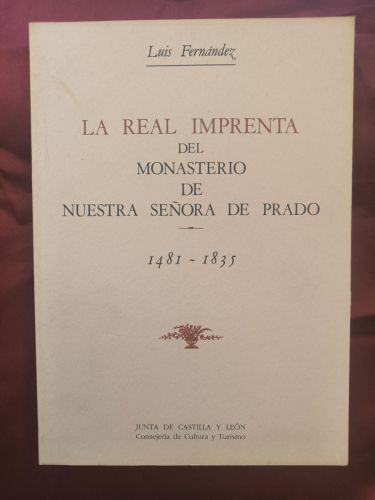 Luis Fernández
LA REAL IMPRENTA
DEL
MONASTERIO
DE
NUESTRA SEÑORA DE PRADO
1481 - 1835
JUNTA DE CASTILLA Y LEÓN
Consejería de Cultura y Turismo